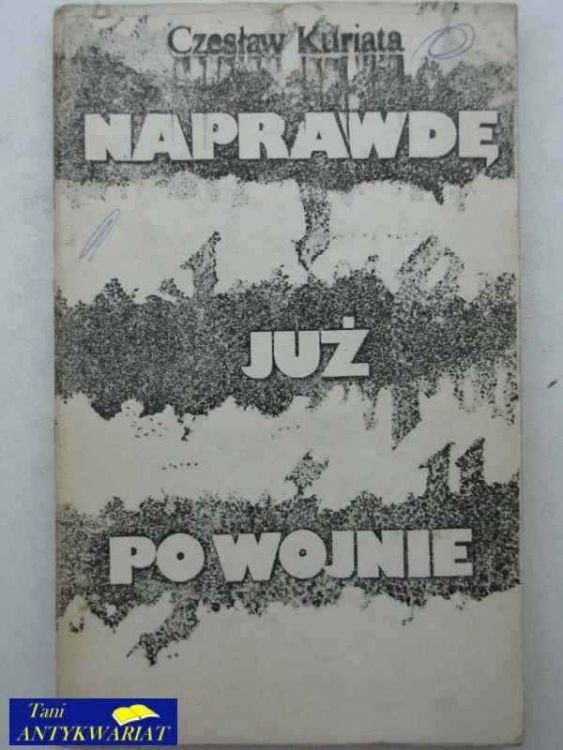 Czesław Kuriata
NAPRAWDĘ
JUŻ
PO WOJNIE
Tani
ANTYKWARIAT